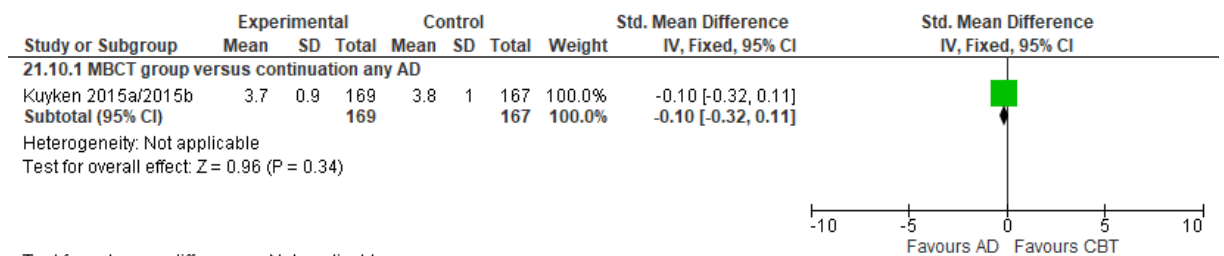 Experimental Control Std. Mean Difference Std. Mean Difference
Study or Subgroup Mean SD Total Mean SD Total Weight IV, Fixed, 95% CI IV, Fixed, 95% CI
21.10.1 MBCT group versus continuation any AD
Kuyken 2015a/2015b 3.7 0.9 169 3.8 1 167 100.0% -0.10 [-0.32, 0.11]
Subtotal (95% CI) 169 167 100.0% -0.10 [-0.32, 0.11]
Heterogeneity: Not applicable
Test for overall effect: Z = 0.96 (P = 0.34)
-10 -5 0 5 10
Favours AD Favours CBT